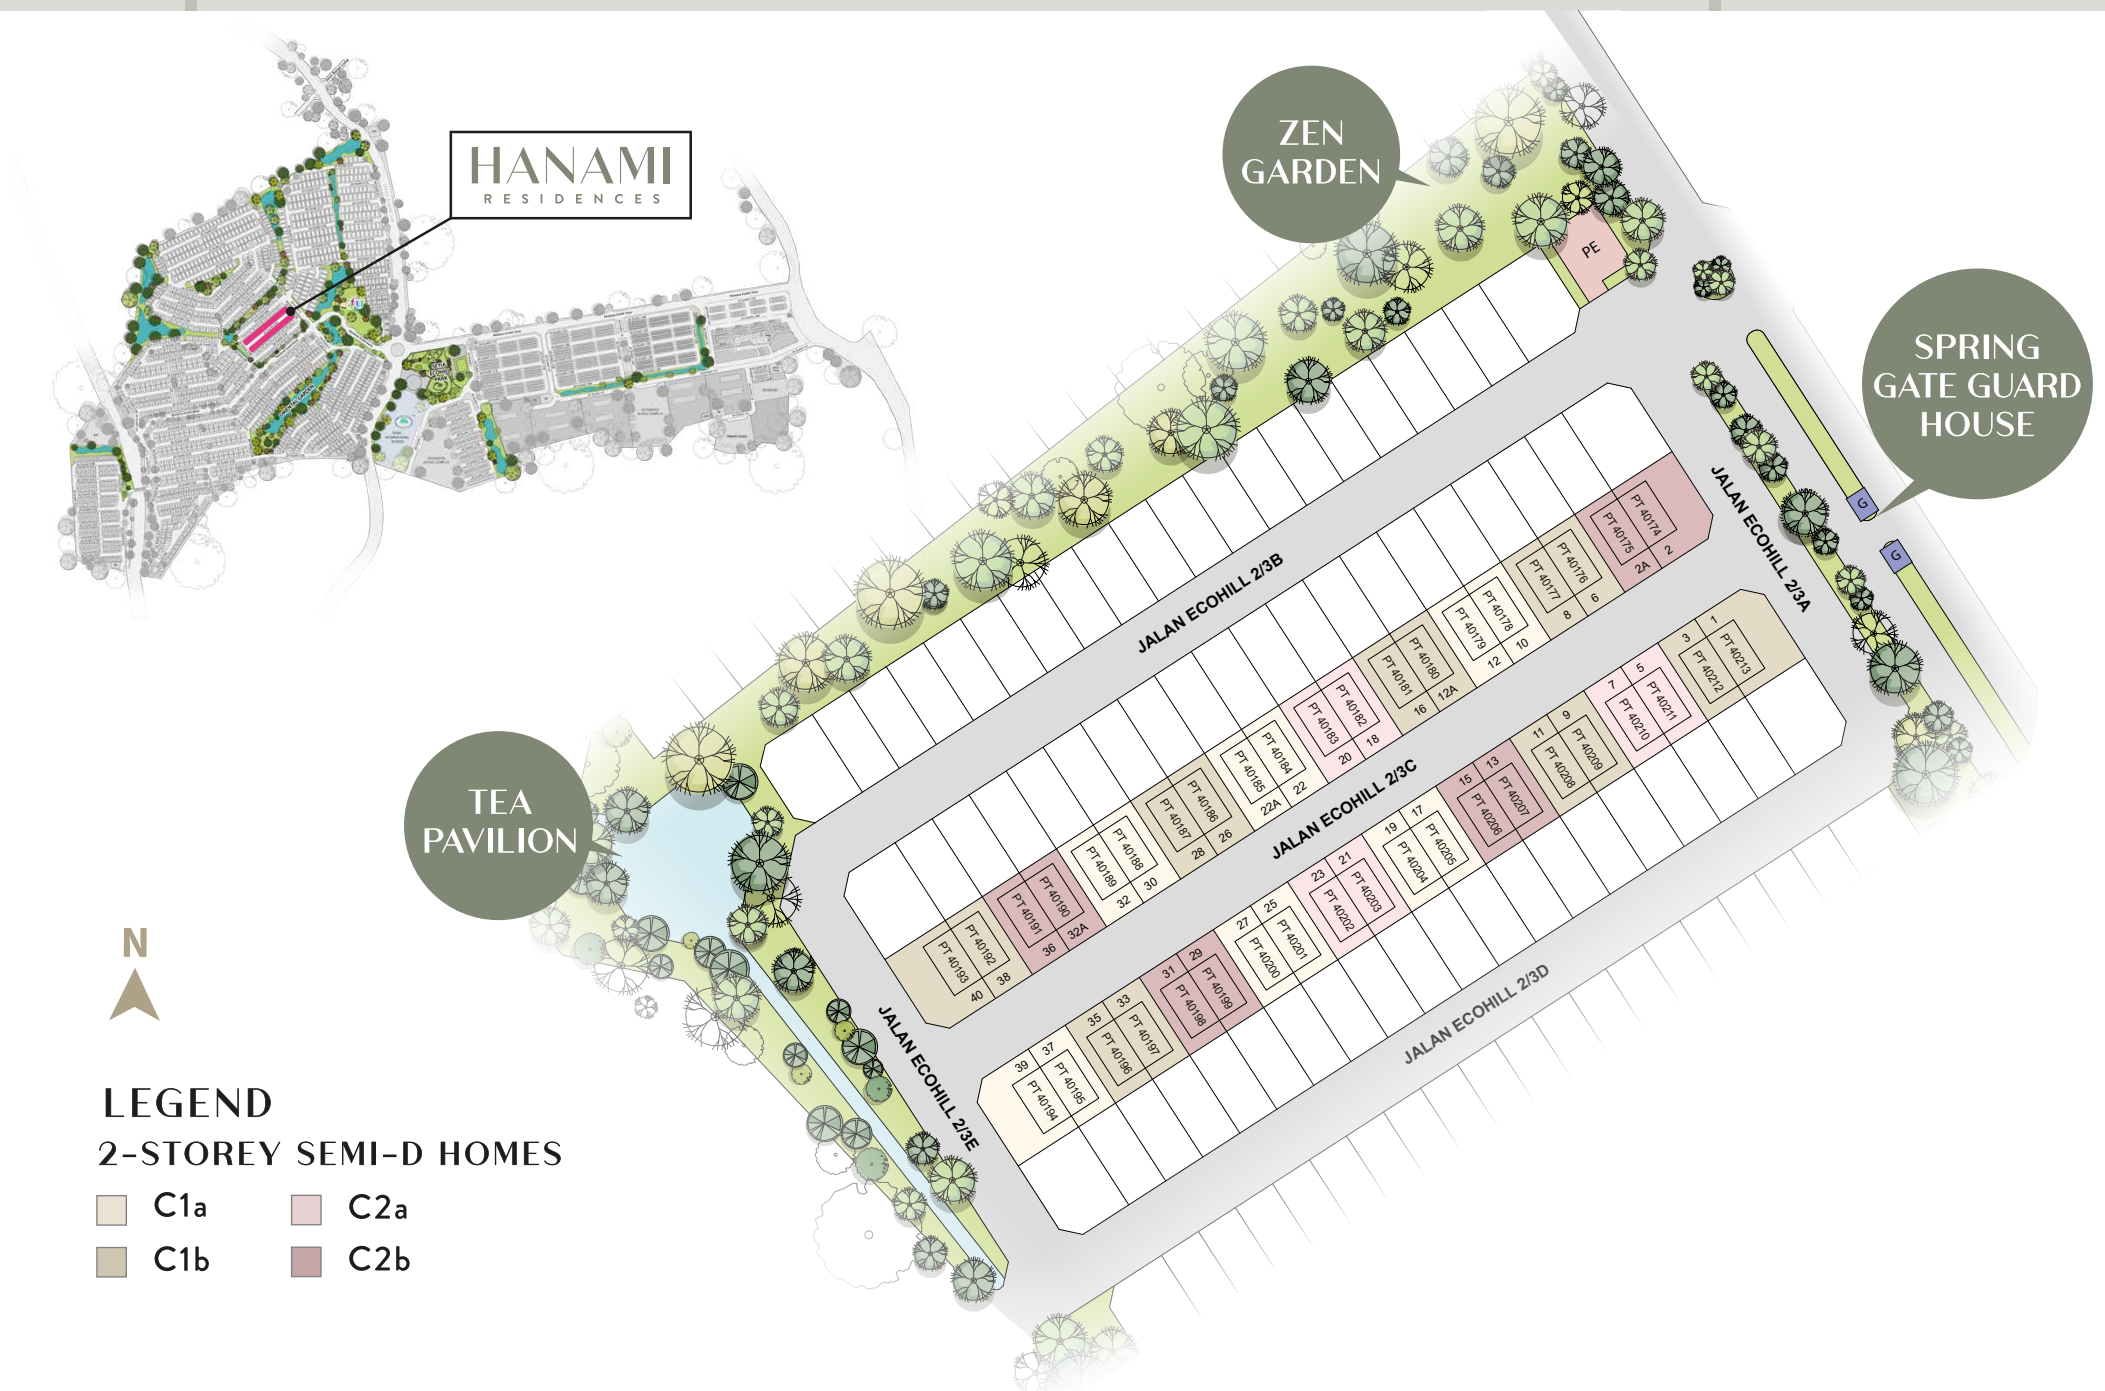 HANAMI
RESIDENCES
ZEN
GARDEN
PE
SPRING
GATE GUARD
HOUSE
G
G
TEA
PAVILION
JALAN ECOHILL 2/3A
JALAN ECOHILL 2/3B
JALAN ECOHILL 2/3C
JALAN ECOHILL 2/3D
JALAN ECOHILL 2/3E
PT 40174
2
PT 40175
2A
PT 40176
6
PT 40177
8
PT 40178
10
PT 40179
12
PT 40180
12A
PT 40181
16
PT 40182
18
PT 40183
20
PT 40184
22
PT 40185
22A
PT 40186
26
PT 40187
28
PT 40188
30
PT 40189
32
PT 40190
32A
PT 40191
36
PT 40192
38
PT 40193
40
1
PT 40213
3
PT 40212
5
PT 40211
7
PT 40210
9
PT 40209
11
PT 40208
13
PT 40207
15
PT 40206
17
PT 40205
19
PT 40204
21
PT 40203
23
PT 40202
25
PT 40201
27
PT 40200
29
PT 40199
31
PT 40198
33
PT 40197
35
PT 40196
37
PT 40195
39
PT 40194
N
LEGEND
2-STOREY SEMI-D HOMES
C1a
C2a
C1b
C2b